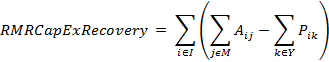 RMRCapExRecovery = ∑_{i∈I} (∑_{j∈M} A_{ij} − ∑_{k∈Y} P_{ik})